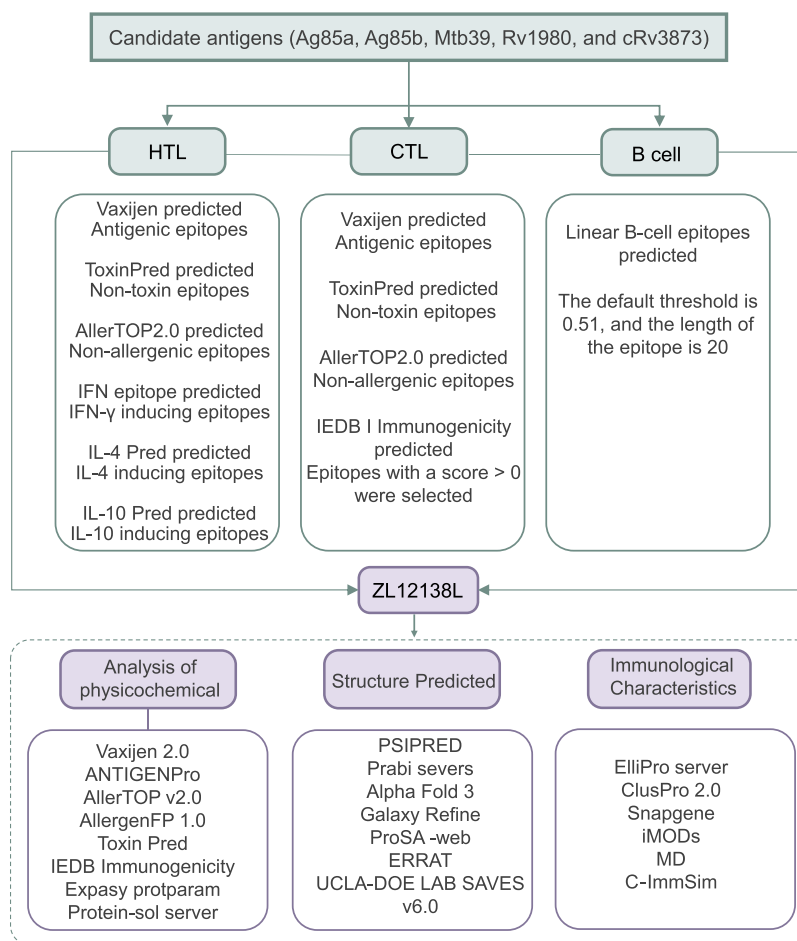 Candidate antigens (Ag85a, Ag85b, Mtb39, Rv1980, and cRv3873)
HTL
CTL
B cell
Vaxijen predicted
Antigenic epitopes
ToxinPred predicted
Non-toxin epitopes
AllerTOP2.0 predicted
Non-allergenic epitopes
IFN epitope predicted
IFN-γ inducing epitopes
IL-4 Pred predicted
IL-4 inducing epitopes
IL-10 Pred predicted
IL-10 inducing epitopes
Vaxijen predicted
Antigenic epitopes
ToxinPred predicted
Non-toxin epitopes
AllerTOP2.0 predicted
Non-allergenic epitopes
IEDB I Immunogenicity
predicted
Epitopes with a score > 0
were selected
Linear B-cell epitopes
predicted
The default threshold is
0.51, and the length of
the epitope is 20
ZL12138L
Analysis of
physicochemical
Structure Predicted
Immunological
Characteristics
Vaxijen 2.0
ANTIGENPro
AllerTOP v2.0
AllergenFP 1.0
Toxin Pred
IEDB Immunogenicity
Expasy protparam
Protein-sol server
PSIPRED
Prabi severs
Alpha Fold 3
Galaxy Refine
ProSA -web
ERRAT
UCLA-DOE LAB SAVES
v6.0
ElliPro server
ClusPro 2.0
Snapgene
iMODs
MD
C-ImmSim